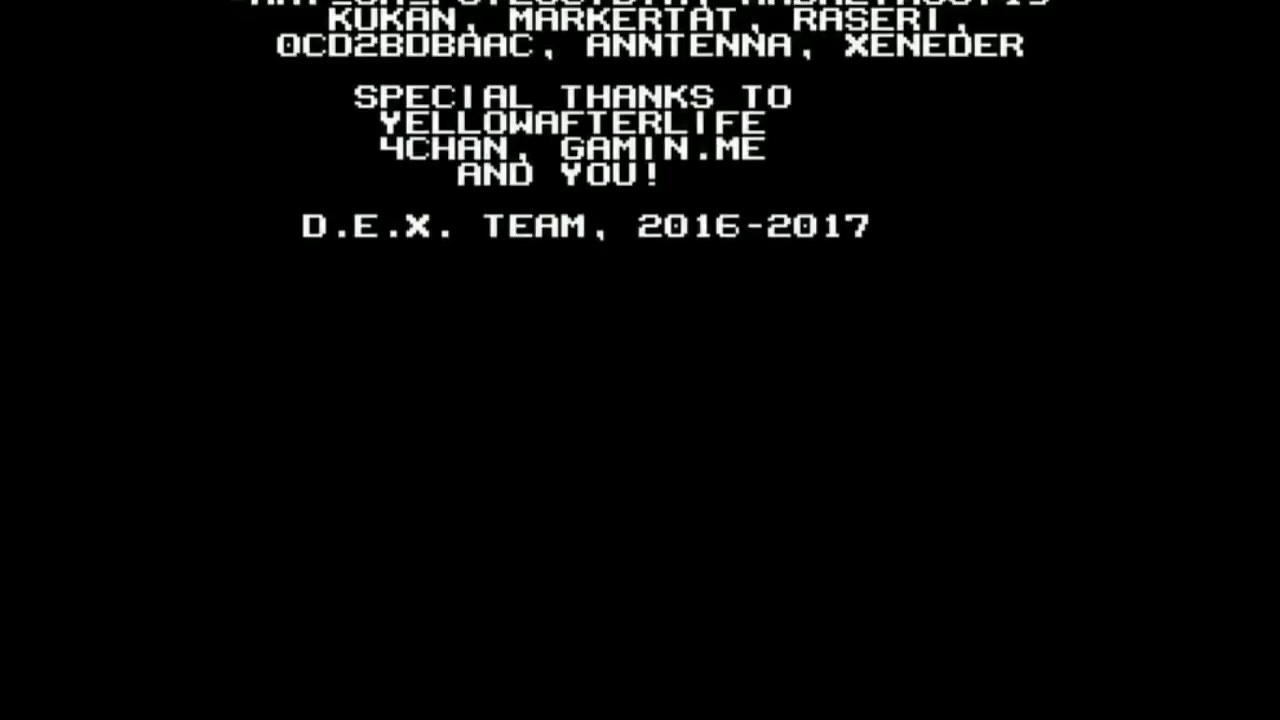 KUKAN, MARKERTAT, RASERI,
0CD2BDBAAC, ANNTENNA, XENEDER
SPECIAL THANKS TO
YELLOWAFTERLIFE
4CHAN, GAMIN.ME
AND YOU!
D.E.X. TEAM, 2016-2017